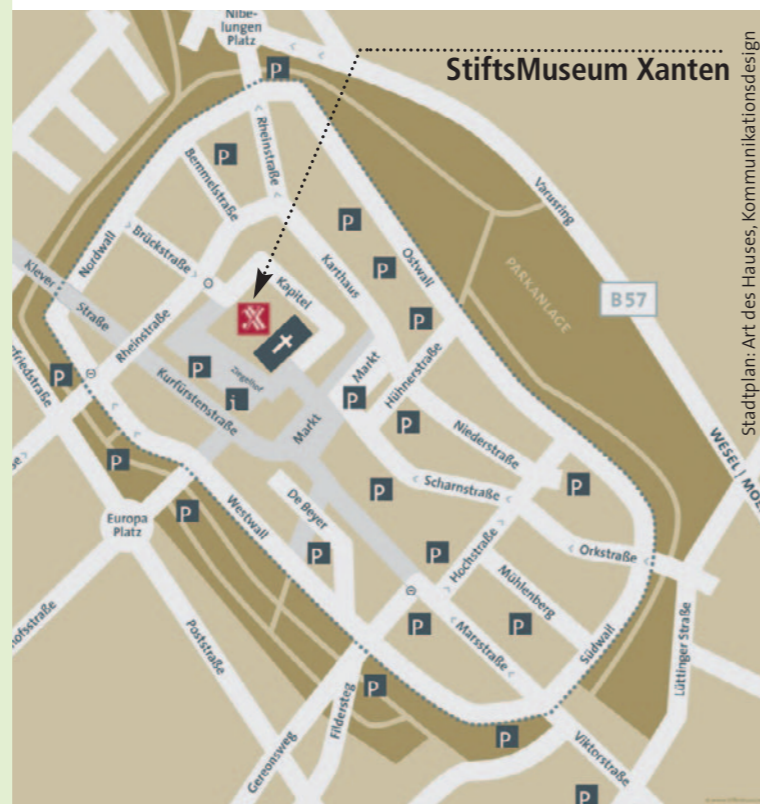 Nibe-
lungen
Platz
P
StiftsMuseum Xanten
Stadtplan: Art des Hauses, Kommunikationsdesign
Rheinstraße
Bemmelstraße
P
Varusring
Nordwall
Brückstraße
P
Ostwall
PARKANLAGE
Karthaus
P
Kapitel
B57
Klever
Straße
X
P
Rheinstraße
P
P
Ziegelhof
i
Kurfürstenstraße
Markt
Markt
P
Hühnerstraße
P
Niederstraße
WESEL |
P
P
Scharnstraße
P
P
Europa
Platz
Westwall
De Beyer
P
P
Hochstraße
Orkstraße
Mühlenberg
P
P
Marsstraße
Südwall
Lüttinger Straße
Poststraße
P
Fildersteg
Gereonsweg
P
Viktorstraße
P